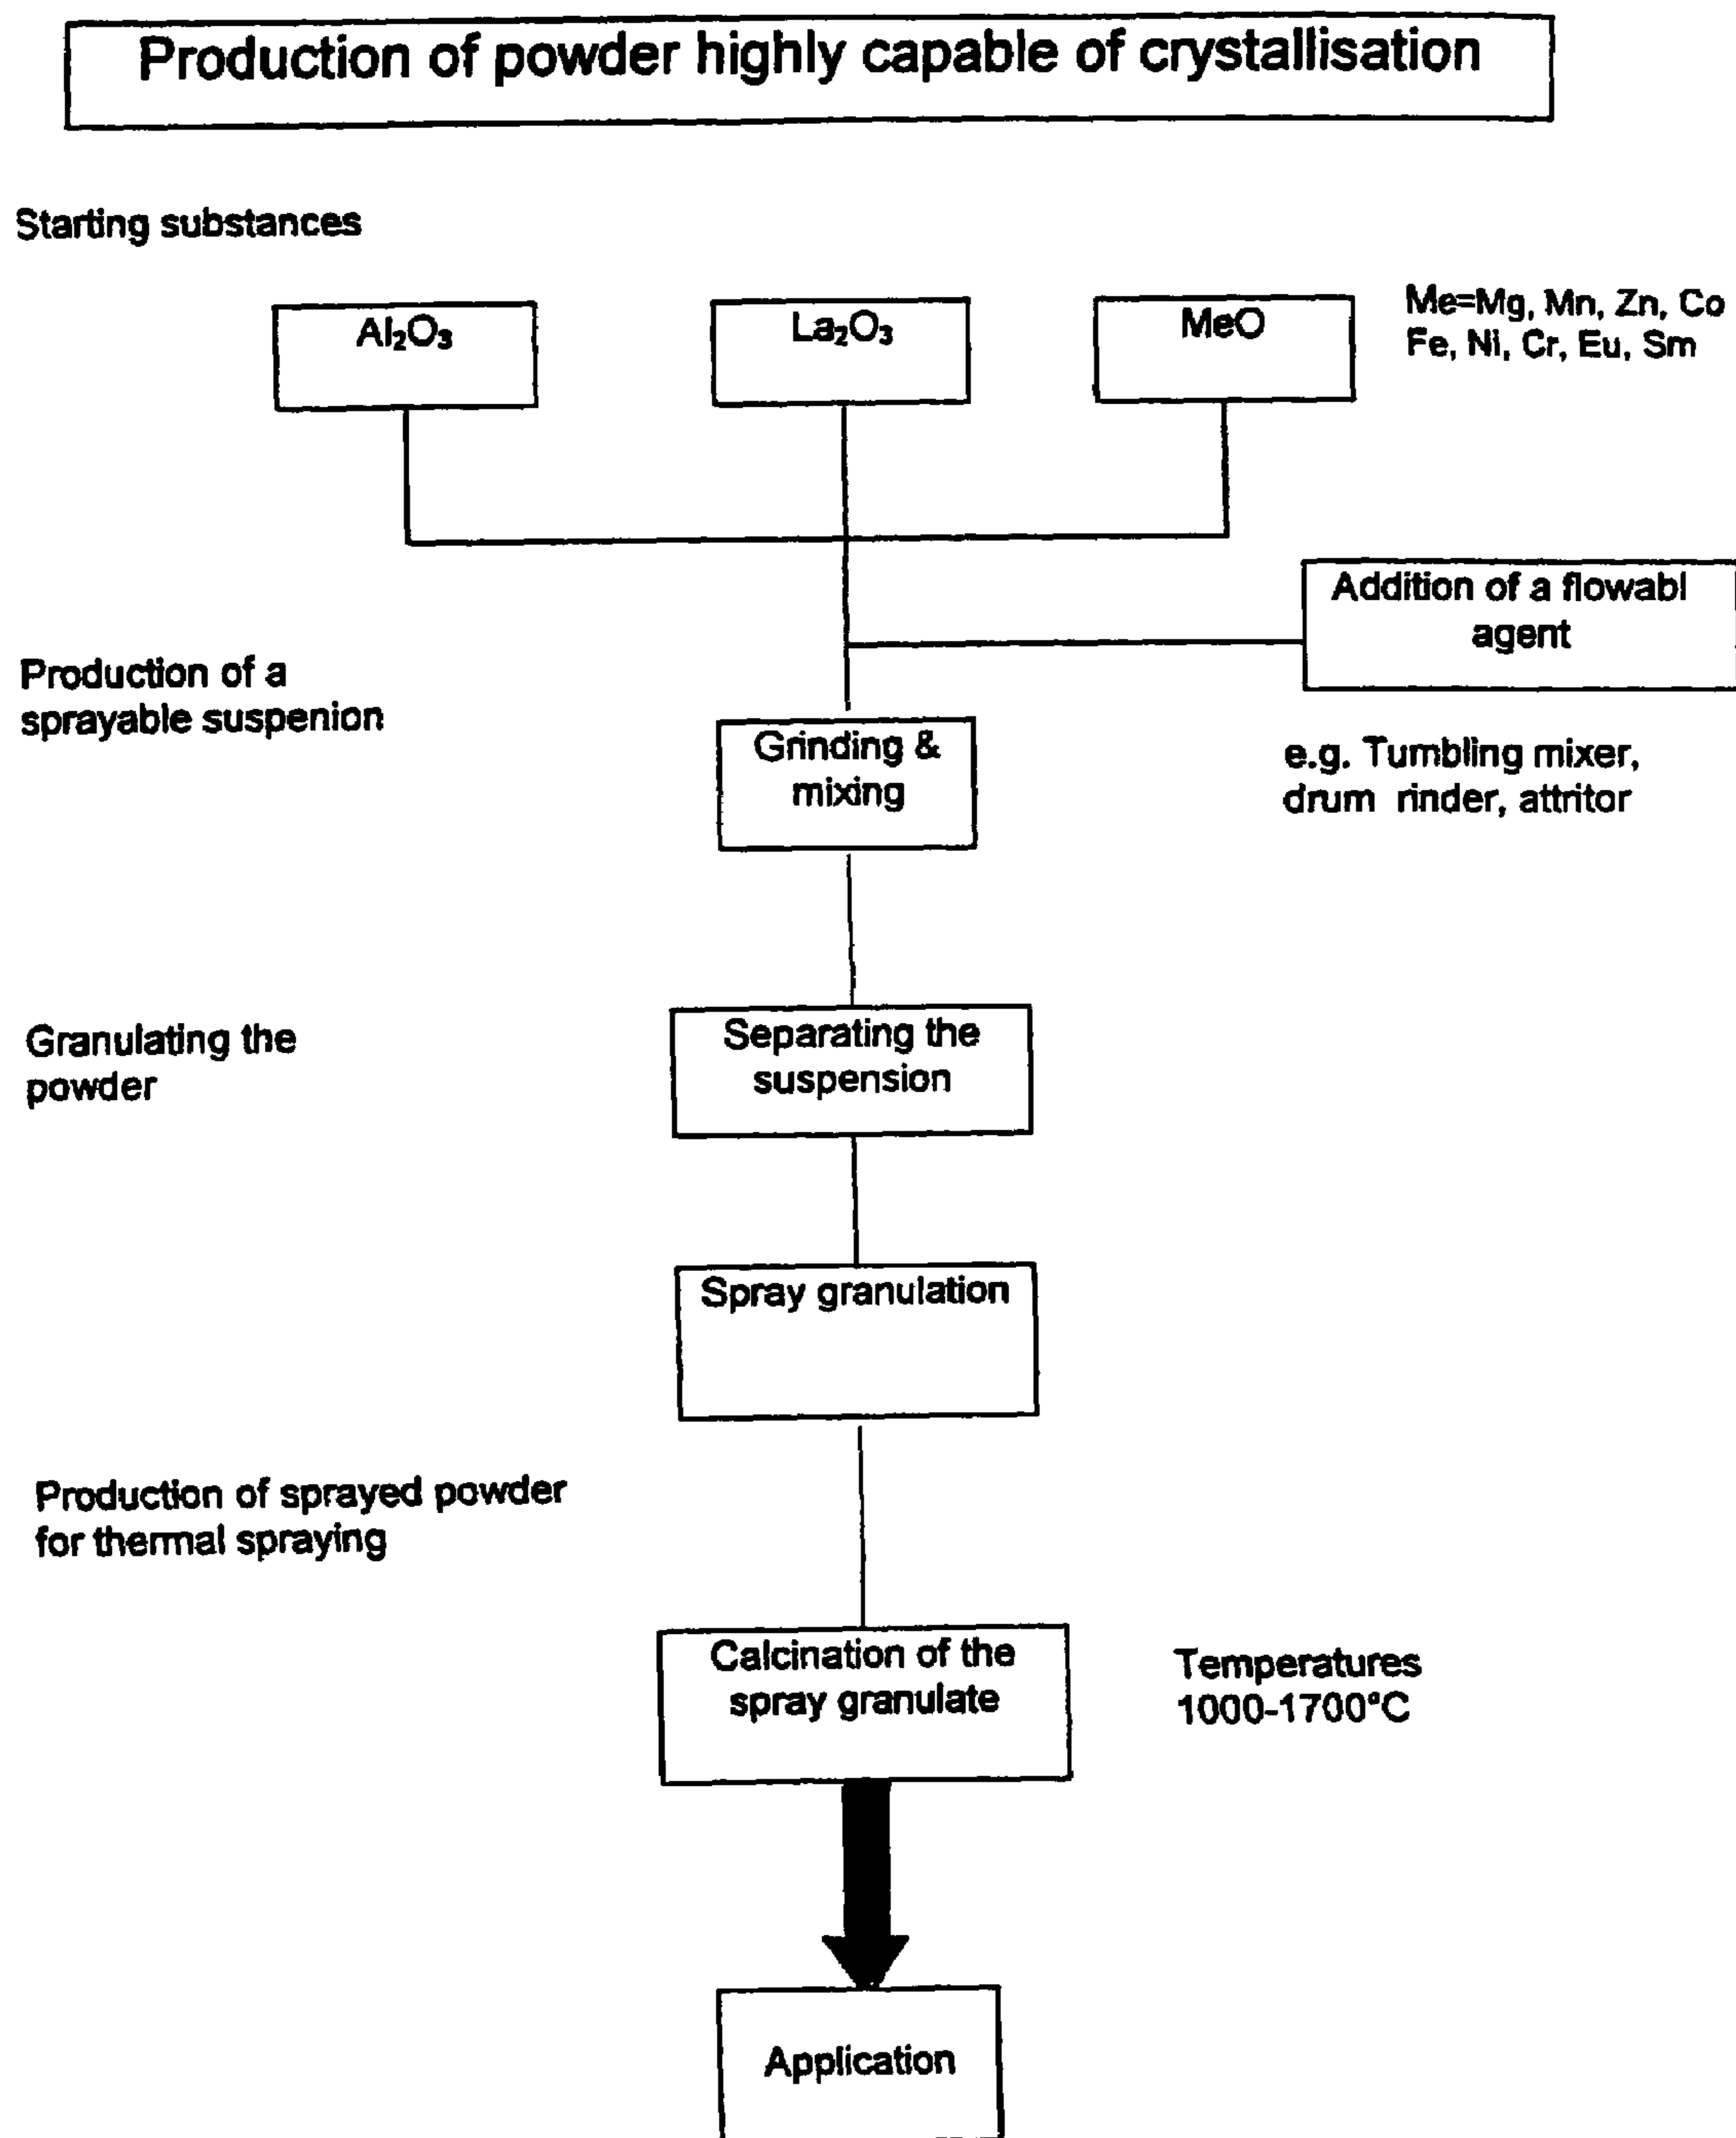 Production of powder highly capable of crystallisation
Starting substances
Al₂O₃
La₂O₃
MeO
Me=Mg, Mn, Zn, Co
Fe, Ni, Cr, Eu, Sm
Addition of a flowabl
agent
Production of a
sprayable suspenion
Grinding &
mixing
e.g. Tumbling mixer,
drum rinder, attritor
Granulating the
powder
Separating the
suspension
Spray granulation
Production of sprayed powder
for thermal spraying
Calcination of the
spray granulate
Temperatures
1000-1700°C
Application